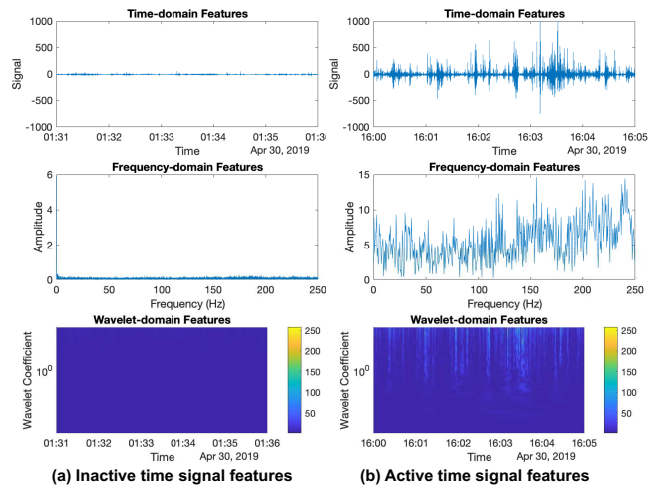 Time-domain Features
1000
500
0
-500
-1000
Signal
01:31 01:32 01:33 01:34 01:35 01:3
Time
Apr 30, 2019
Frequency-domain Features
6
4
2
0
Amplitude
0 50 100 150 200 250
Frequency (Hz)
Wavelet-domain Features
Wavelet Coefficient
10⁰
250
200
150
100
50
01:31 01:32 01:33 01:34 01:35 01:36
Time
Apr 30, 2019
(a) Inactive time signal features
Time-domain Features
1000
500
0
-500
-1000
Signal
16:00 16:01 16:02 16:03 16:04 16:05
Time
Apr 30, 2019
Frequency-domain Features
15
10
5
0
Amplitude
0 50 100 150 200 250
Frequency (Hz)
Wavelet-domain Features
Wavelet Coefficient
10⁰
250
200
150
100
50
16:00 16:01 16:02 16:03 16:04 16:05
Time
Apr 30, 2019
(b) Active time signal features